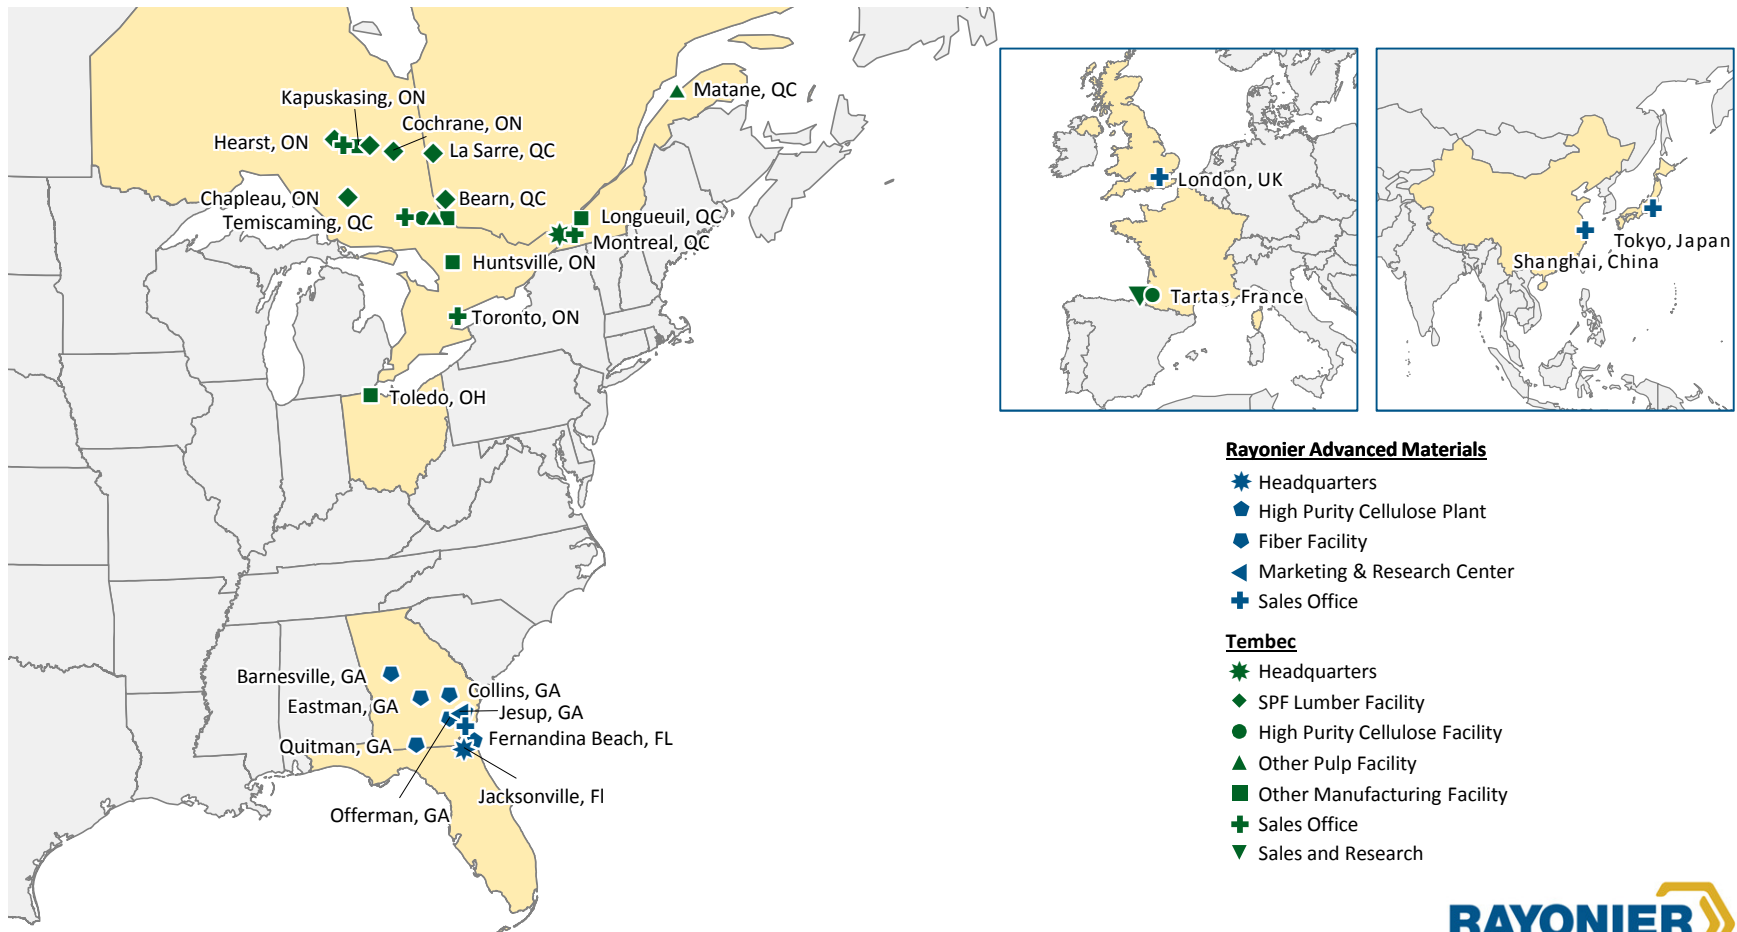 Kapuskasing, ON
Matane, QC
Cochrane, ON
Hearst, ON
La Sarre, QC
Chapleau, ON
Bearn, QC
Temiscaming, QC
Longueuil, QC
Montreal, QC
Huntsville, ON
Toronto, ON
Toledo, OH
Barnesville, GA
Collins, GA
Eastman, GA
Jesup, GA
Fernandina Beach, FL
Quitman, GA
Jacksonville, Fl
Offerman, GA
London, UK
Tartas, France
Tokyo, Japan
Shanghai, China
Rayonier Advanced Materials
Headquarters
High Purity Cellulose Plant
Fiber Facility
Marketing & Research Center
Sales Office
Tembec
Headquarters
SPF Lumber Facility
High Purity Cellulose Facility
Other Pulp Facility
Other Manufacturing Facility
Sales Office
Sales and Research
RAYONIER